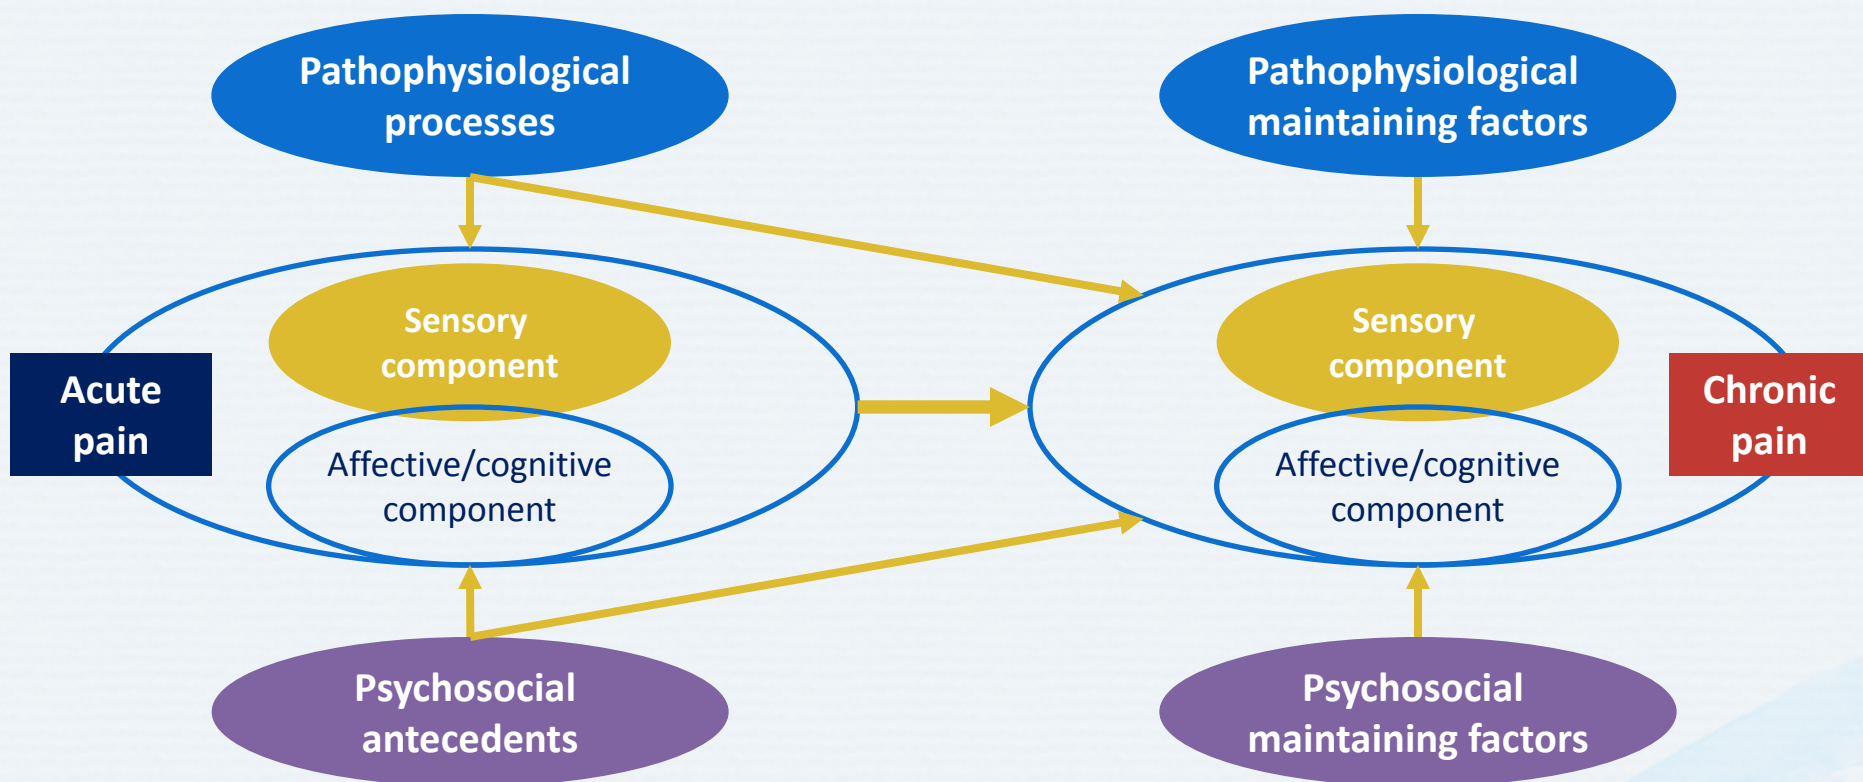 Pathophysiological
processes
Pathophysiological
maintaining factors
Sensory
component
Sensory
component
Acute
pain
Chronic
pain
Affective/cognitive
component
Affective/cognitive
component
Psychosocial
antecedents
Psychosocial
maintaining factors